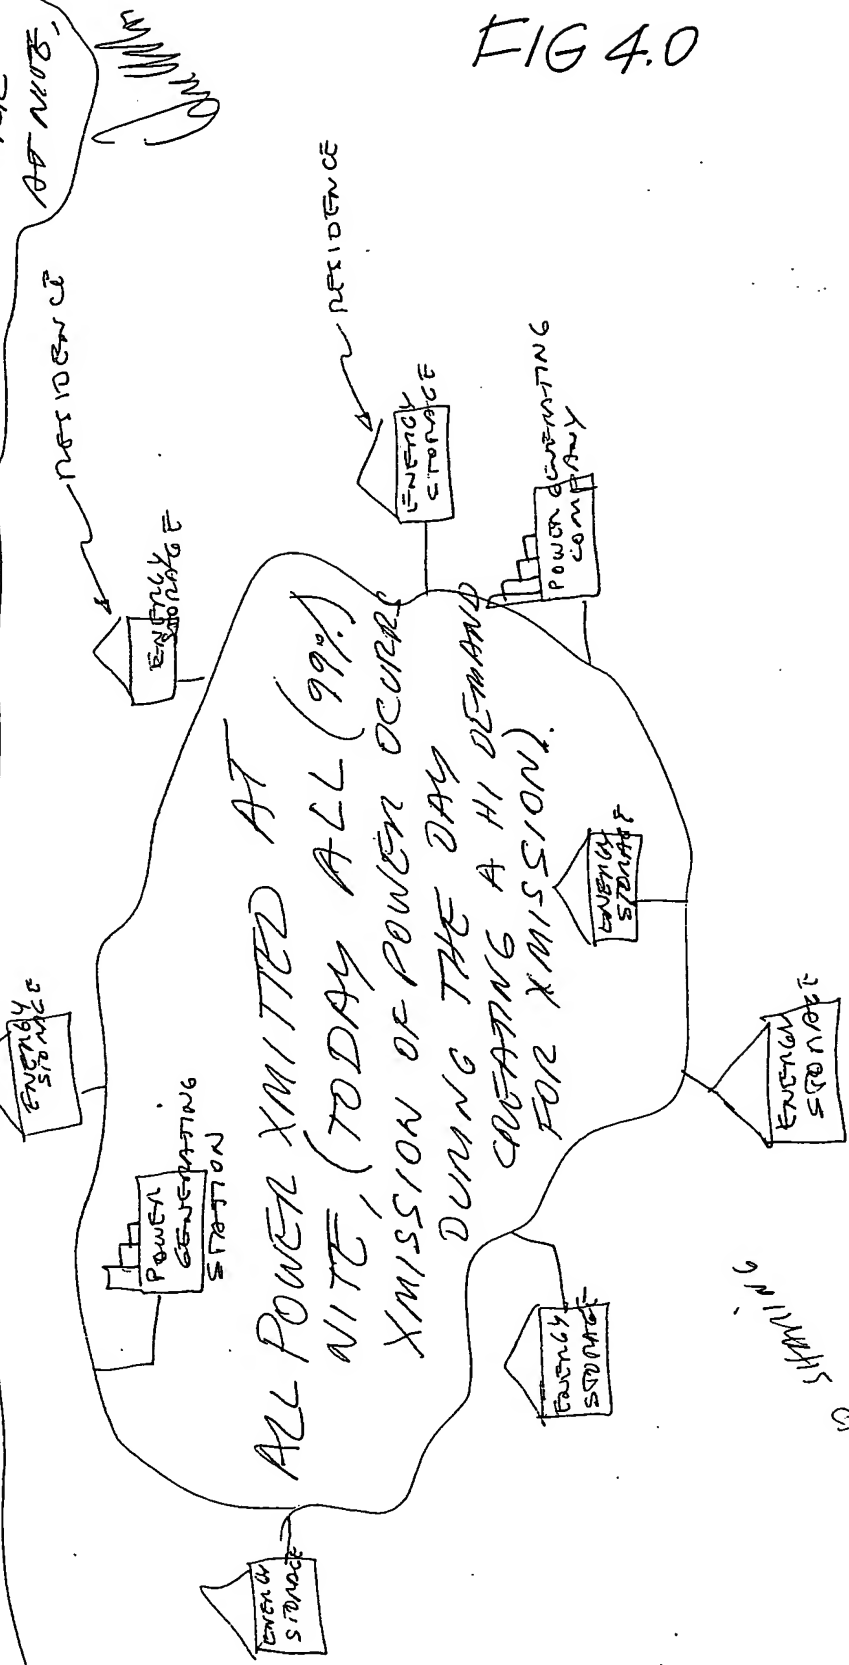 FIG 4.0
AT NITE,
RESIDENCE
RESIDENCE
ENERGY
STORAGE
ENERGY
STORAGE
ENERGY
STORAGE
POWER GENERATING
COMPANY
POWER
GENERATING
STATION
ALL POWER XMITTED AT
NITE, (TODAY ALL (99%)
XMISSION OF POWER OCURRS
DURING THE DAY
CREATING A HI DEMAND
FOR XMISSION).
ENERGY
STORAGE
ENERGY
STORAGE
ENERGY
STORAGE
ENERGY
STORAGE
SHARING